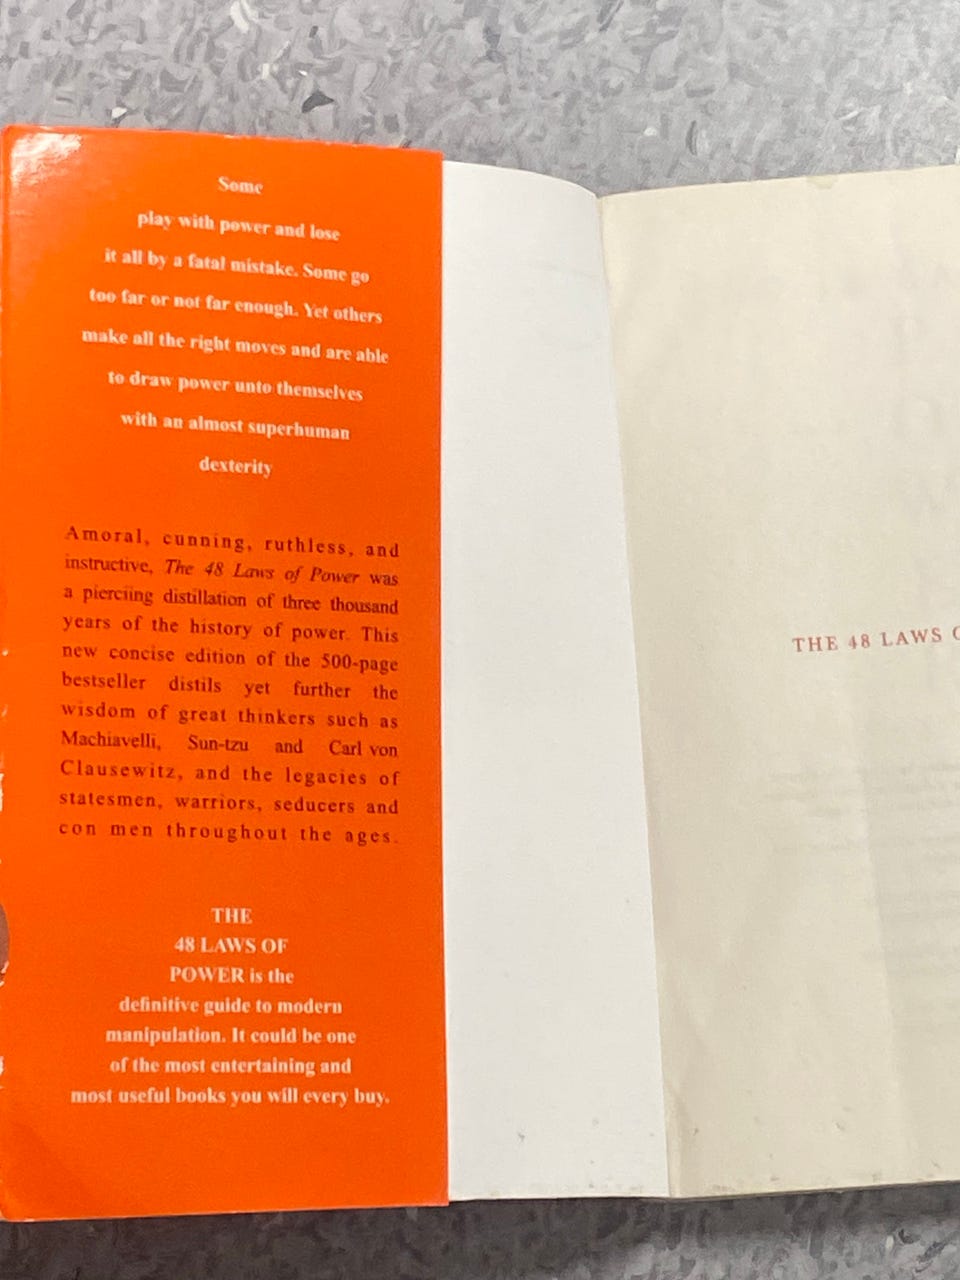 Some
play with power and lose
it all by a fatal mistake. Some go
too far or not far enough. Yet others
make all the right moves and are able
to draw power unto themselves
with an almost superhuman
dexterity
Amoral, cunning, ruthless, and
instructive, The 48 Laws of Power was
a pierciing distillation of three thousand
years of the history of power. This
new concise edition of the 500-page
bestseller distils yet further the
wisdom of great thinkers such as
Machiavelli, Sun-tzu and Carl von
Clausewitz, and the legacies of
statesmen, warriors, seducers and
con men throughout the ages.
THE
48 LAWS OF
POWER is the
definitive guide to modern
manipulation. It could be one
of the most entertaining and
most useful books you will every buy.
THE 48 LAWS